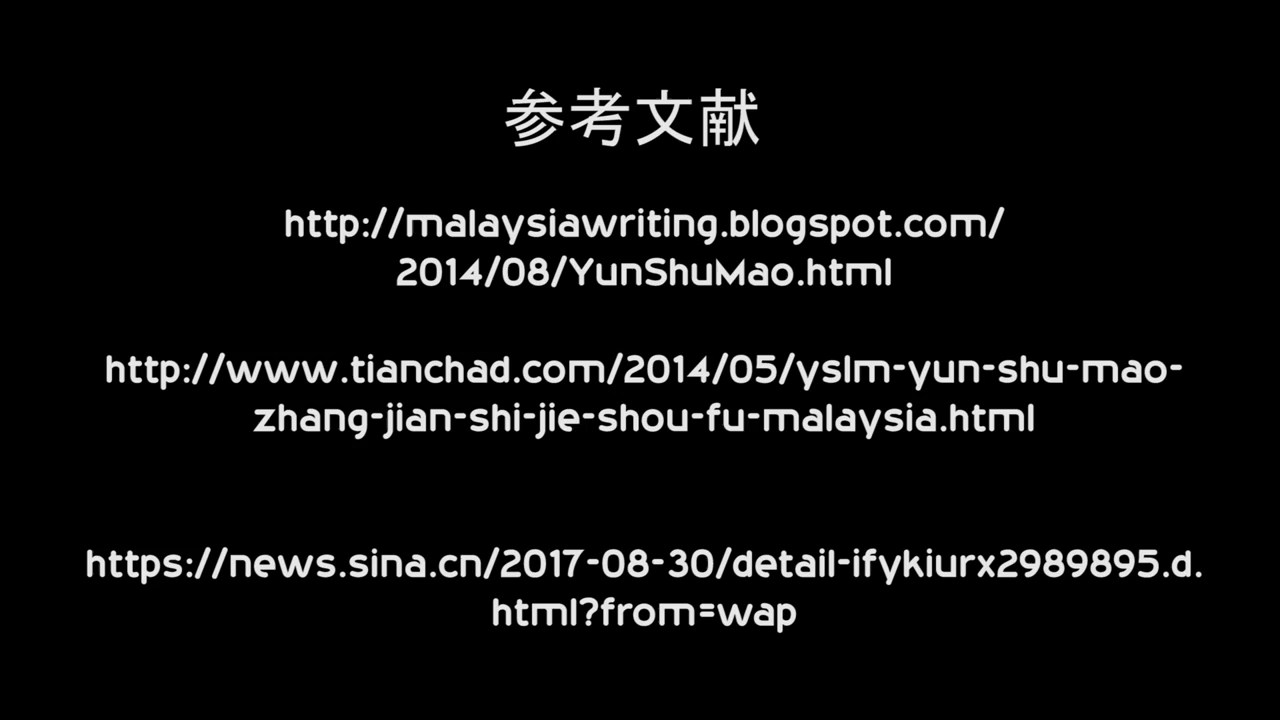 参考文献
http://malaysiawriting.blogspot.com/
2014/08/YunShuMao.html
http://www.tianchad.com/2014/05/yslm-yun-shu-mao-
zhang-jian-shi-jie-shou-fu-malaysia.html
https://news.sina.cn/2017-08-30/detail-ifykiurx2989895.d.
html?from=wap